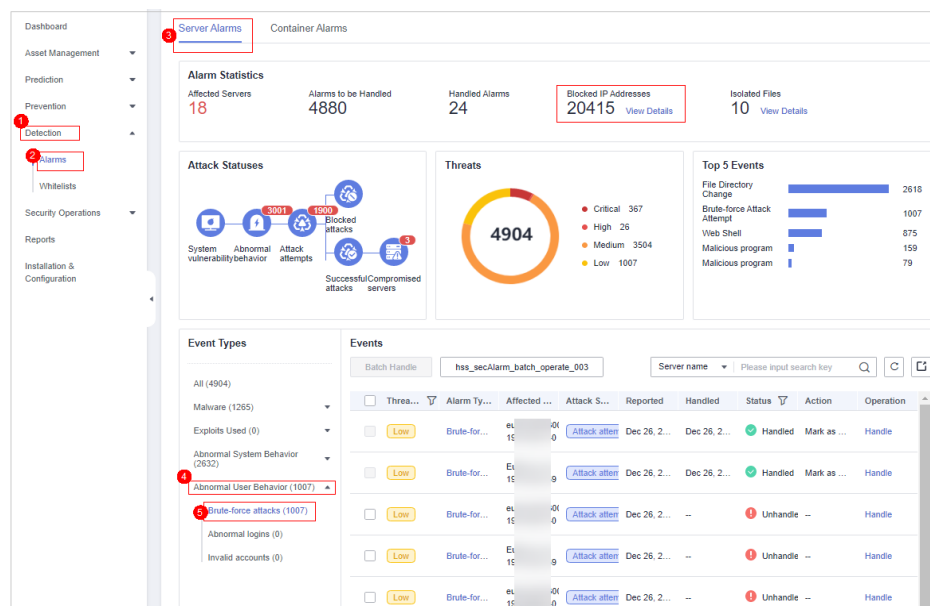 Dashboard
Asset Management
Prediction
Prevention
1
Detection
2
Alarms
Whitelists
Security Operations
Reports
Installation &
Configuration
3
Server Alarms
Container Alarms
Alarm Statistics
Affected Servers
18
Alarms to be Handled
4880
Handled Alarms
24
Blocked IP Addresses
20415 View Details
Isolated Files
10 View Details
Attack Statuses
3001
1900
3
System
vulnerability
Abnormal
behavior
Attack
attempts
Blocked
attacks
Successful
attacks
Compromised
servers
Threats
4904
Critical 367
High 26
Medium 3504
Low 1007
Top 5 Events
File Directory
Change 2618
Brute-force Attack
Attempt 1007
Web Shell 875
Malicious program 159
Malicious program 79
Event Types
All (4904)
Malware (1265)
Exploits Used (0)
Abnormal System Behavior
(2632)
4
Abnormal User Behavior (1007)
5
Brute-force attacks (1007)
Abnormal logins (0)
Invalid accounts (0)
Events
Batch Handle hss_secAlarm_batch_operate_003 Server name Please input search key
Threa... Alarm Ty... Affected ... Attack S... Reported Handled Status Action Operation
Low Brute-for... Attack attem Dec 26, 2... Dec 26, 2... Handled Mark as ... Handle
Low Brute-for... Attack attem Dec 26, 2... Dec 26, 2... Handled Mark as ... Handle
Low Brute-for... Attack attem Dec 26, 2... -- Unhandle -- Handle
Low Brute-for... Attack attem Dec 26, 2... -- Unhandle -- Handle
Low Brute-for... Attack attem Dec 26, 2... -- Unhandle -- Handle